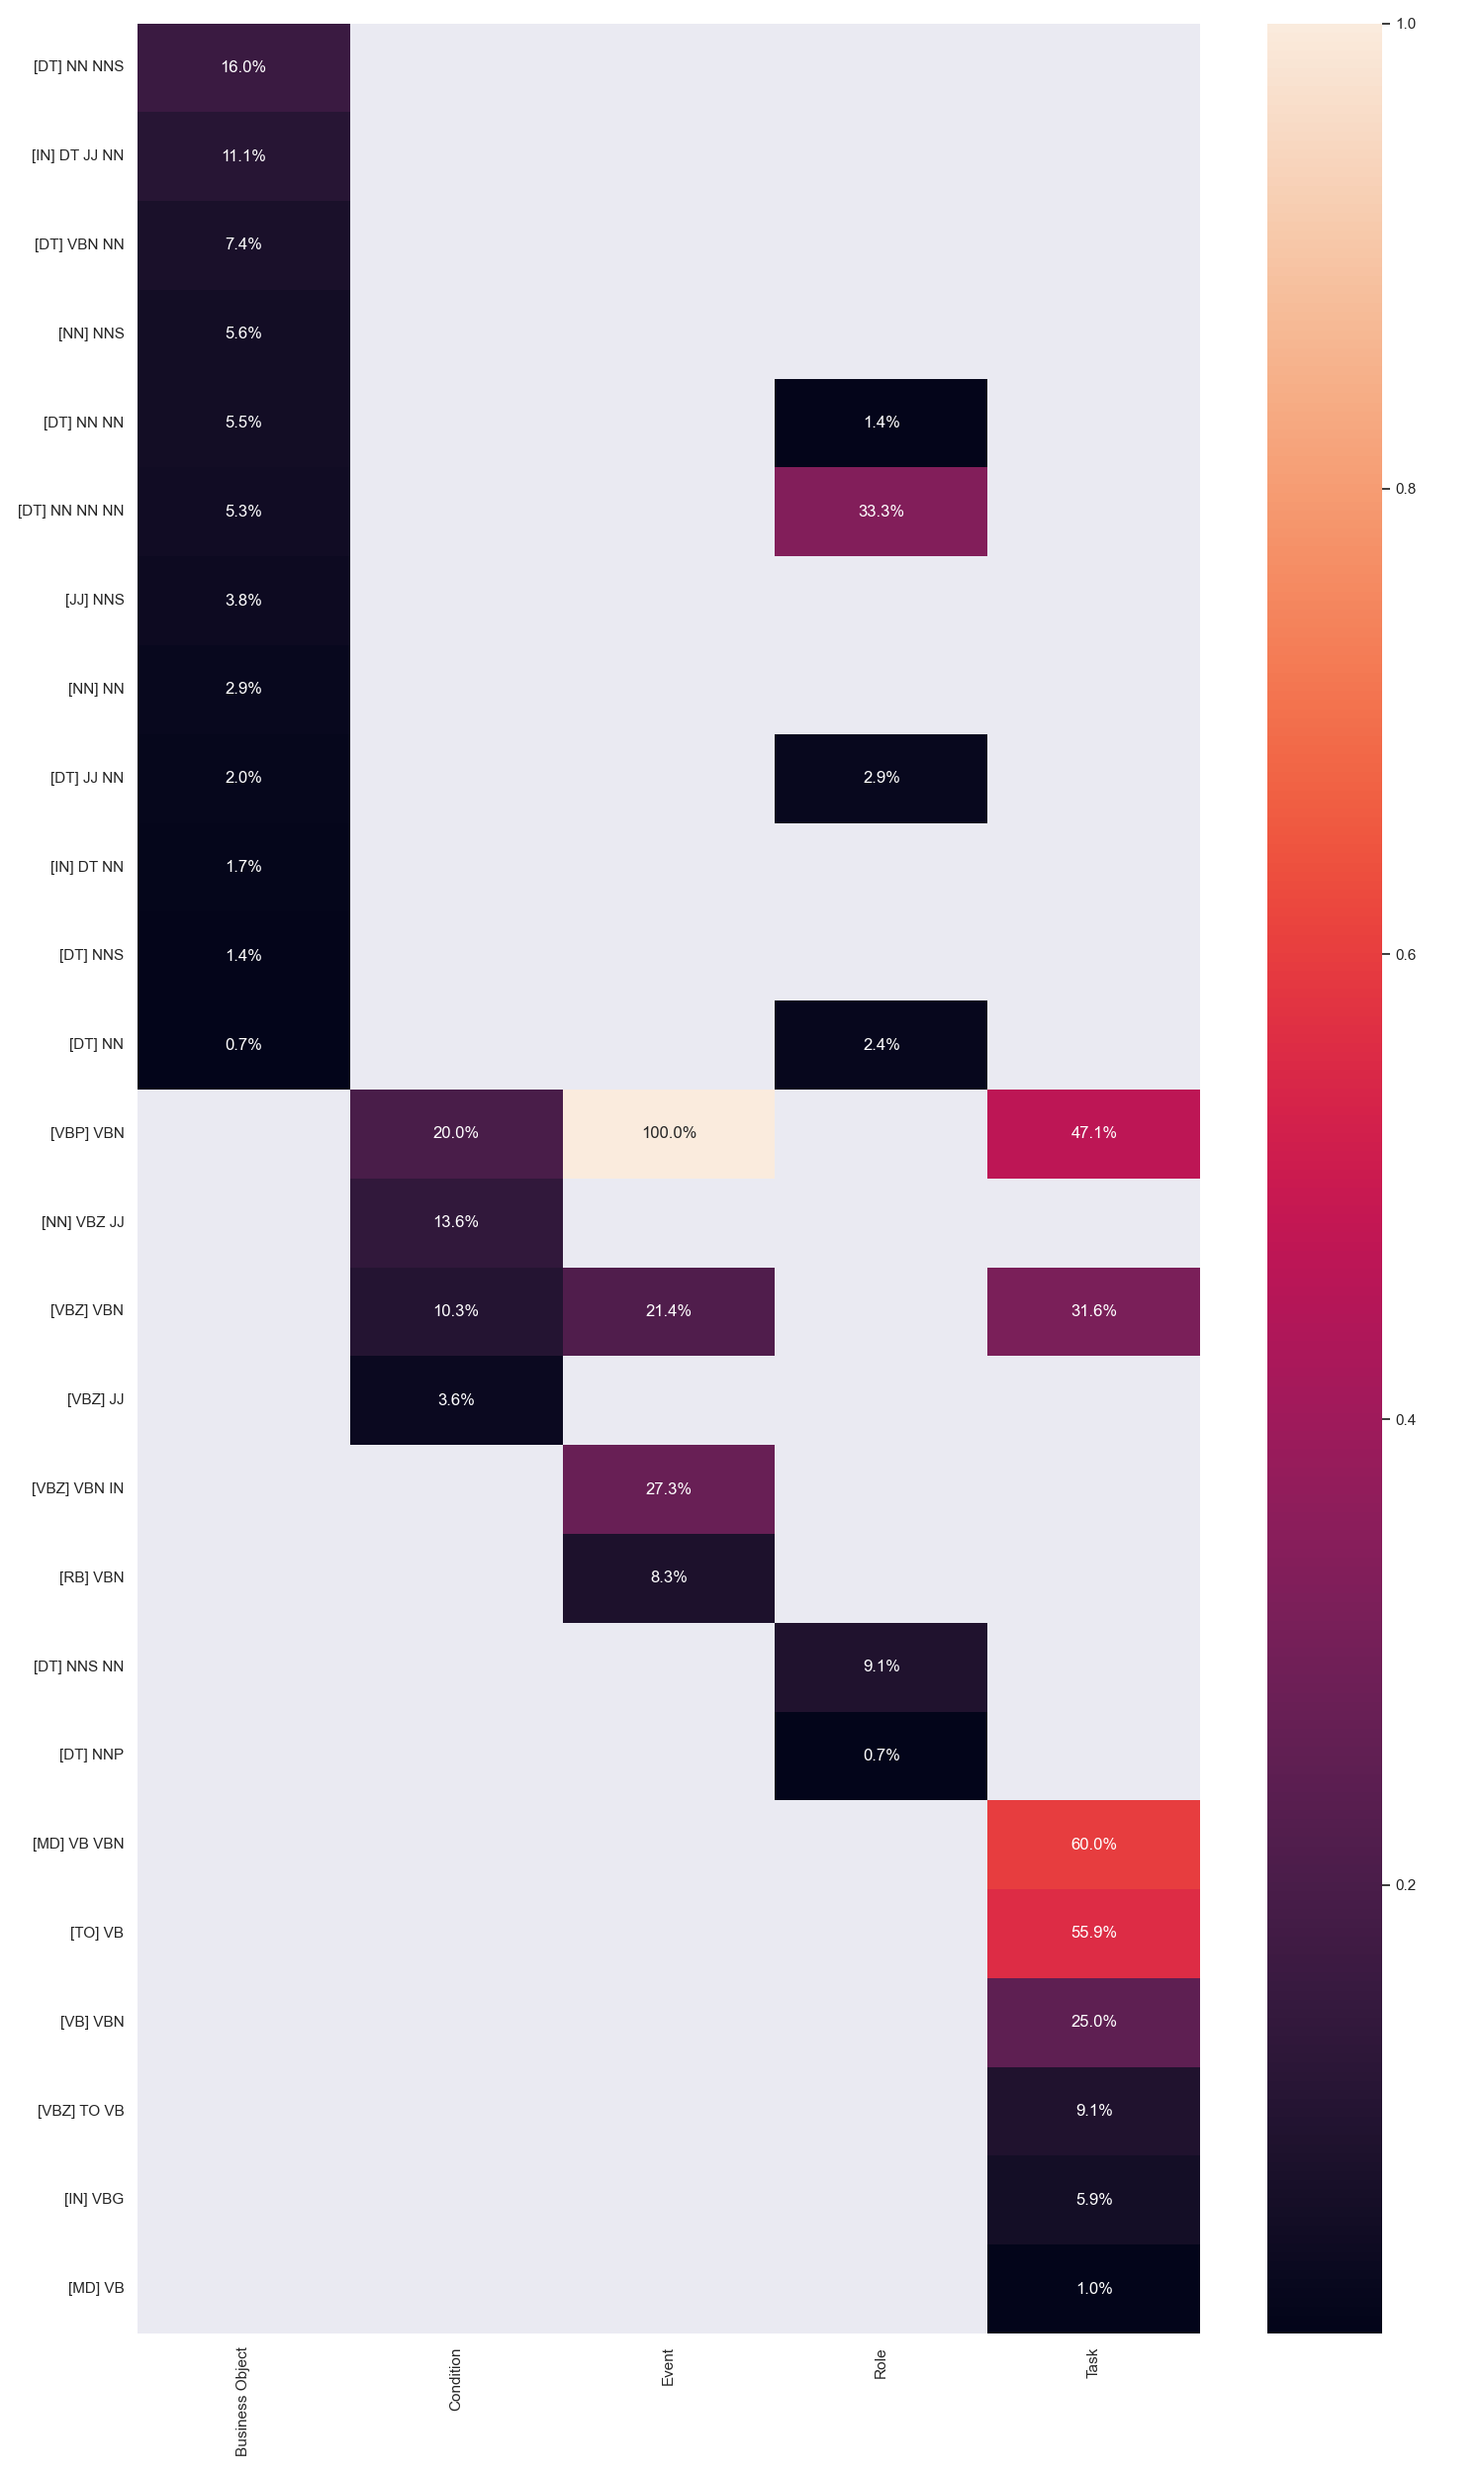 [DT] NN NNS 16.0%
[IN] DT JJ NN 11.1%
[DT] VBN NN 7.4%
[NN] NNS 5.6%
[DT] NN NN 5.5% 1.4%
[DT] NN NN NN 5.3% 33.3%
[JJ] NNS 3.8%
[NN] NN 2.9%
[DT] JJ NN 2.0% 2.9%
[IN] DT NN 1.7%
[DT] NNS 1.4%
[DT] NN 0.7% 2.4%
[VBP] VBN 20.0% 100.0% 47.1%
[NN] VBZ JJ 13.6%
[VBZ] VBN 10.3% 21.4% 31.6%
[VBZ] JJ 3.6%
[VBZ] VBN IN 27.3%
[RB] VBN 8.3%
[DT] NNS NN 9.1%
[DT] NNP 0.7%
[MD] VB VBN 60.0%
[TO] VB 55.9%
[VB] VBN 25.0%
[VBZ] TO VB 9.1%
[IN] VBG 5.9%
[MD] VB 1.0%
Business Object
Condition
Event
Role
Task
1.0
0.8
0.6
0.4
0.2